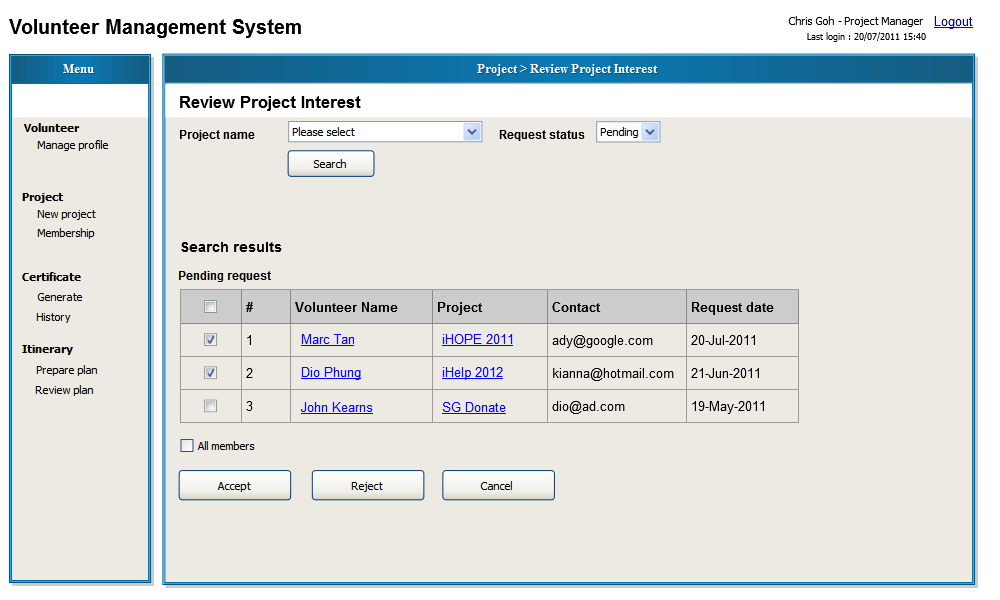 Volunteer Management System
Chris Goh - Project Manager Logout
Last login : 20/07/2011 15:40
Menu
Volunteer
Manage profile
Project
New project
Membership
Certificate
Generate
History
Itinerary
Prepare plan
Review plan
Project > Review Project Interest
Review Project Interest
Project name Please select Request status Pending
Search
Search results
Pending request
# Volunteer Name Project Contact Request date
1 Marc Tan iHOPE 2011 ady@google.com 20-Jul-2011
2 Dio Phung iHelp 2012 kianna@hotmail.com 21-Jun-2011
3 John Kearns SG Donate dio@ad.com 19-May-2011
All members
Accept Reject Cancel